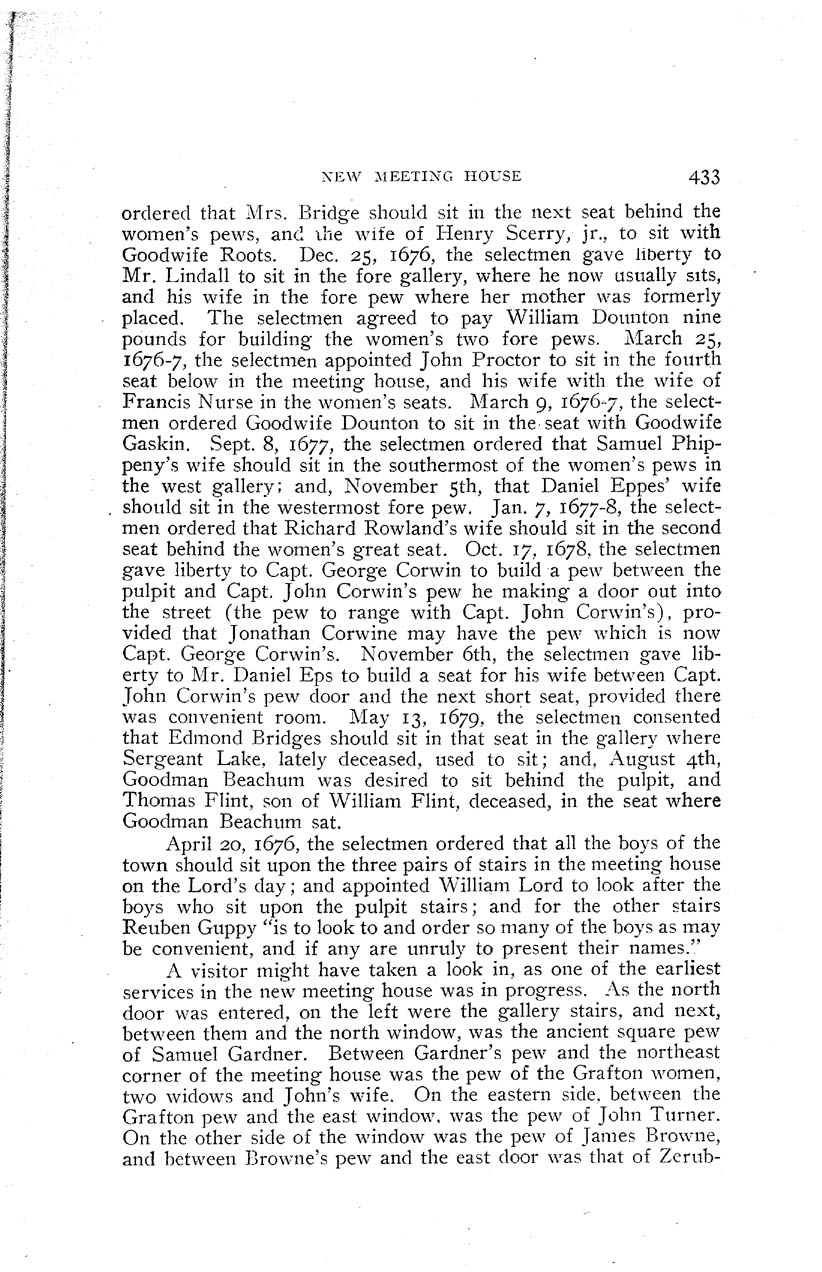 NEW MEETING HOUSE 433
ordered that Mrs. Bridge should sit in the next seat behind the
women's pews, and the wife of Henry Scerry, jr., to sit with
Goodwife Roots. Dec. 25, 1676, the selectmen gave liberty to
Mr. Lindall to sit in the fore gallery, where he now usually sits,
and his wife in the fore pew where her mother was formerly
placed. The selectmen agreed to pay William Dounton nine
pounds for building the women's two fore pews. March 25,
1676-7, the selectmen appointed John Proctor to sit in the fourth
seat below in the meeting house, and his wife with the wife of
Francis Nurse in the women's seats. March 9, 1676-7, the select-
men ordered Goodwife Dounton to sit in the seat with Goodwife
Gaskin. Sept. 8, 1677, the selectmen ordered that Samuel Phip-
peny's wife should sit in the southermost of the women's pews in
the west gallery; and, November 5th, that Daniel Eppes' wife
should sit in the westermost fore pew. Jan. 7, 1677-8, the select-
men ordered that Richard Rowland's wife should sit in the second
seat behind the women's great seat. Oct. 17, 1678, the selectmen
gave liberty to Capt. George Corwin to build a pew between the
pulpit and Capt. John Corwin's pew he making a door out into
the street (the pew to range with Capt. John Corwin's), pro-
vided that Jonathan Corwine may have the pew which is now
Capt. George Corwin's. November 6th, the selectmen gave lib-
erty to Mr. Daniel Eps to build a seat for his wife between Capt.
John Corwin's pew door and the next short seat, provided there
was convenient room. May 13, 1679, the selectmen consented
that Edmond Bridges should sit in that seat in the gallery where
Sergeant Lake, lately deceased, used to sit; and, August 4th,
Goodman Beachum was desired to sit behind the pulpit, and
Thomas Flint, son of William Flint, deceased, in the seat where
Goodman Beachum sat.
April 20, 1676, the selectmen ordered that all the boys of the
town should sit upon the three pairs of stairs in the meeting house
on the Lord's day; and appointed William Lord to look after the
boys who sit upon the pulpit stairs; and for the other stairs
Reuben Guppy "is to look to and order so many of the boys as may
be convenient, and if any are unruly to present their names."
A visitor might have taken a look in, as one of the earliest
services in the new meeting house was in progress. As the north
door was entered, on the left were the gallery stairs, and next,
between them and the north window, was the ancient square pew
of Samuel Gardner. Between Gardner's pew and the northeast
corner of the meeting house was the pew of the Grafton women,
two widows and John's wife. On the eastern side, between the
Grafton pew and the east window, was the pew of John Turner.
On the other side of the window was the pew of James Browne,
and between Browne's pew and the east door was that of Zerub-